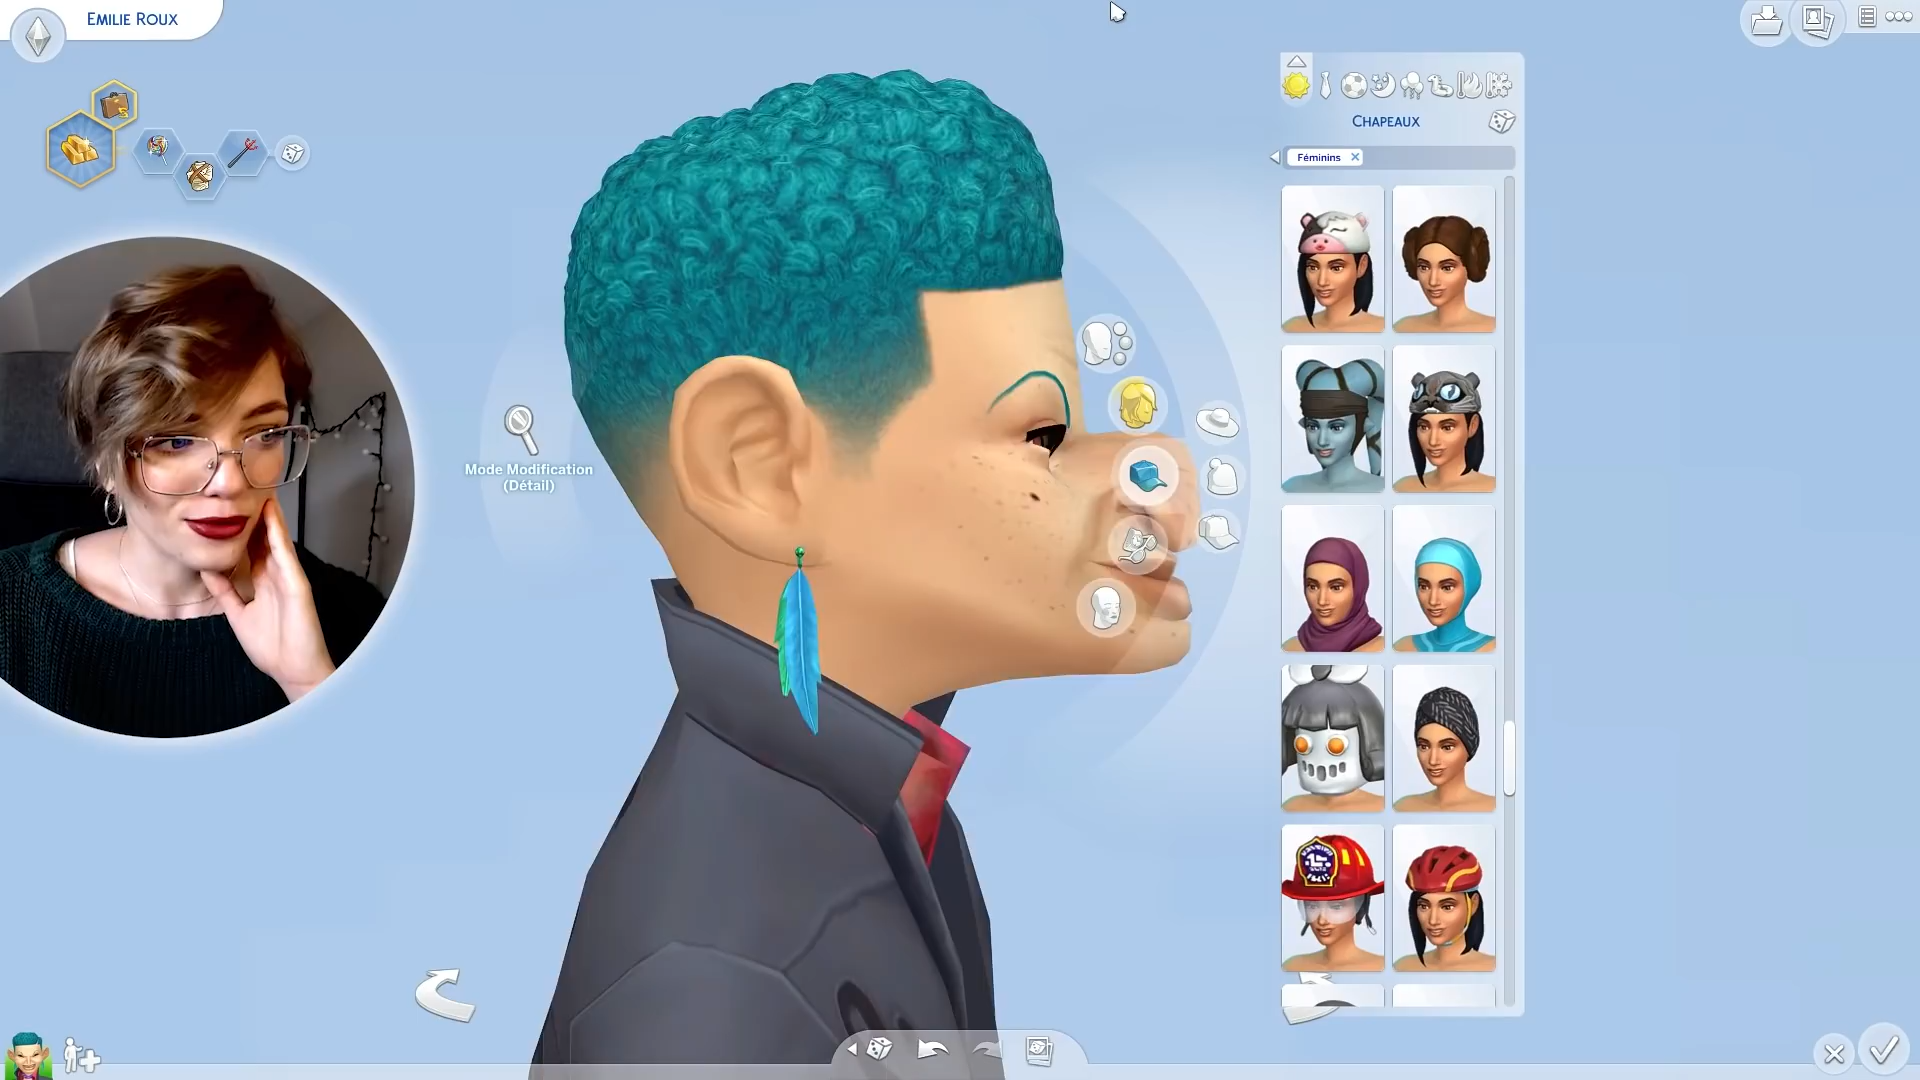 Emilie Roux
Chapeaux
Féminins
Mode Modification
(Détail)